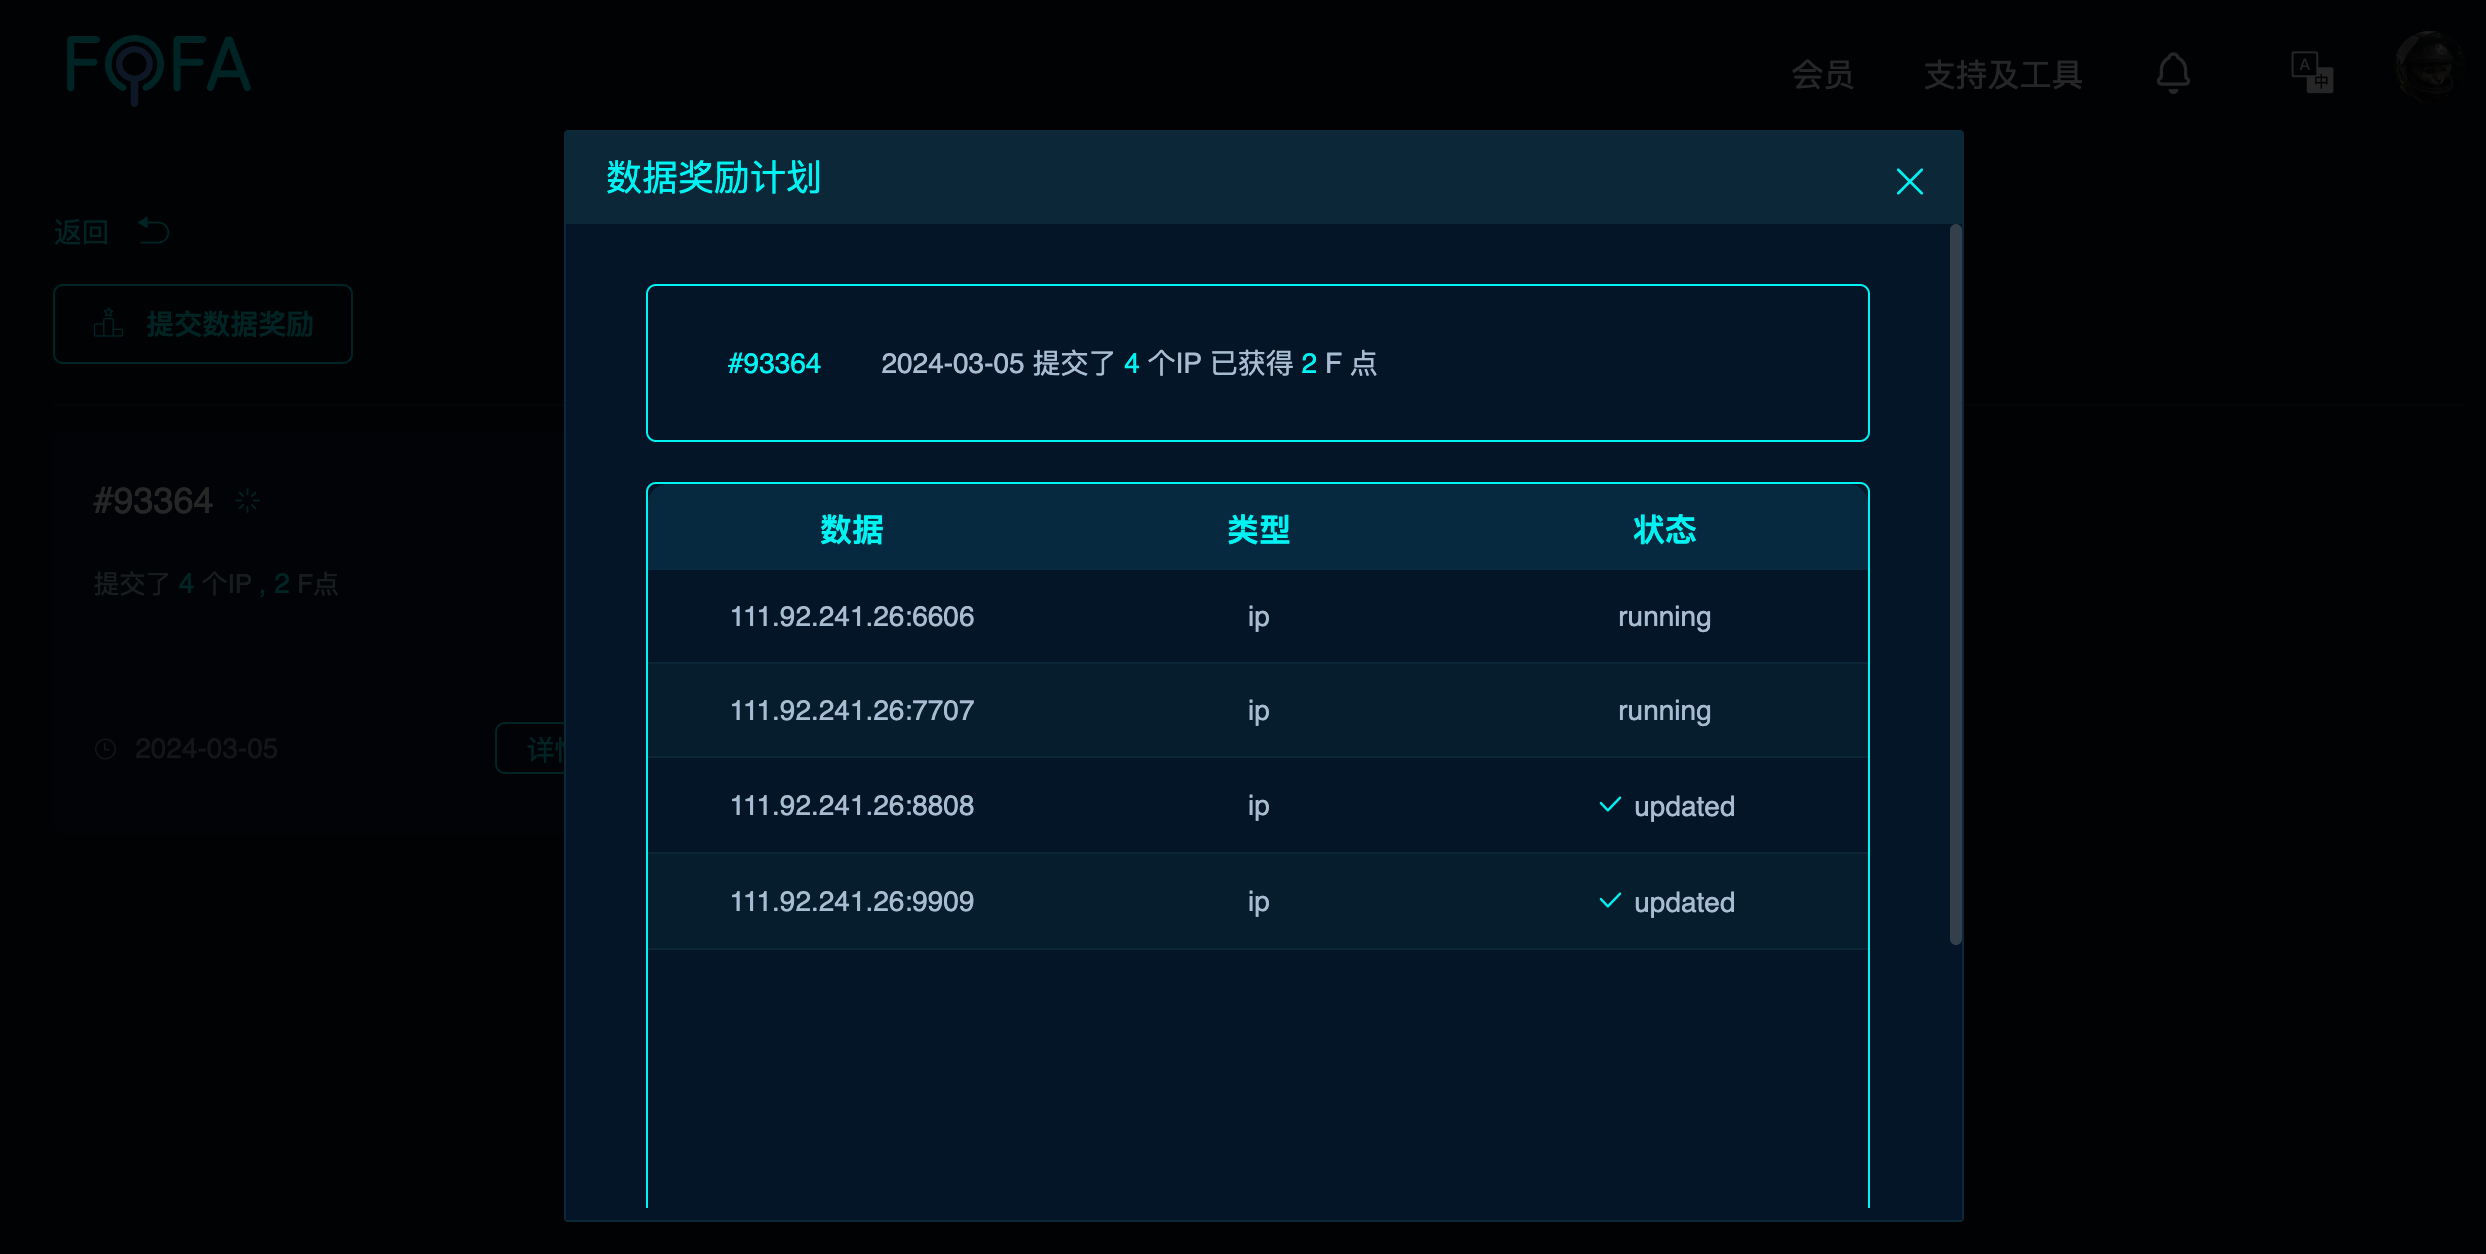 FOFA
会员 支持及工具
返回
提交数据奖励
#93364
提交了 4 个IP , 2 F点
2024-03-05
数据奖励计划
#93364 2024-03-05 提交了 4 个IP 已获得 2 F 点
数据 类型 状态
111.92.241.26:6606 ip running
111.92.241.26:7707 ip running
111.92.241.26:8808 ip updated
111.92.241.26:9909 ip updated